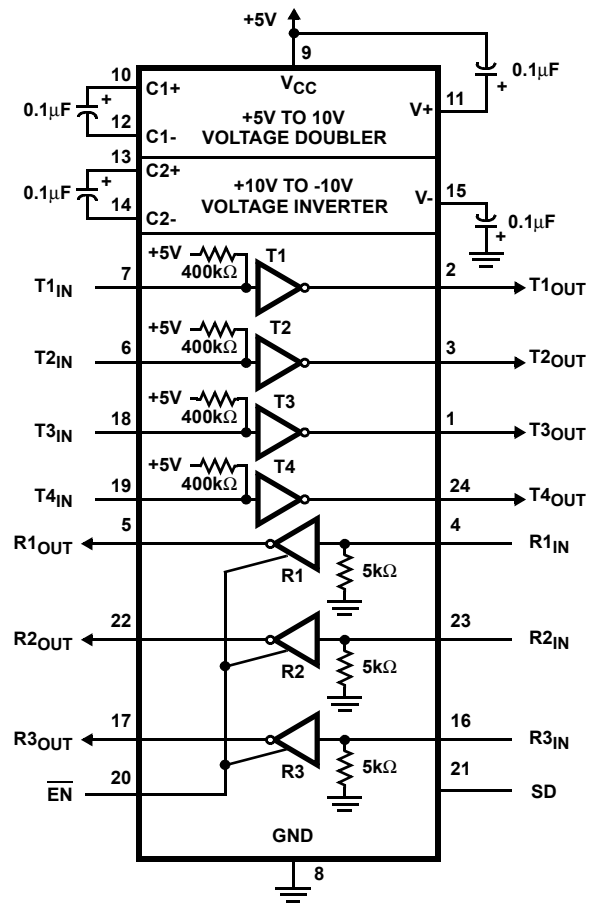 +5V
9
10
C1+
VCC
0.1µF
+
0.1µF
+
12
C1-
+5V TO 10V
VOLTAGE DOUBLER
V+
11
13
C2+
0.1µF
+
14
C2-
+10V TO -10V
VOLTAGE INVERTER
V-
15
0.1µF
+
+5V
400kΩ
T1
T1IN
7
2
T1OUT
+5V
400kΩ
T2
T2IN
6
3
T2OUT
+5V
400kΩ
T3
T3IN
18
1
T3OUT
+5V
400kΩ
T4
T4IN
19
24
T4OUT
R1OUT
5
4
R1IN
R1
5kΩ
R2OUT
22
23
R2IN
R2
5kΩ
R3OUT
17
16
R3IN
R3
5kΩ
EN
20
21
SD
GND
8